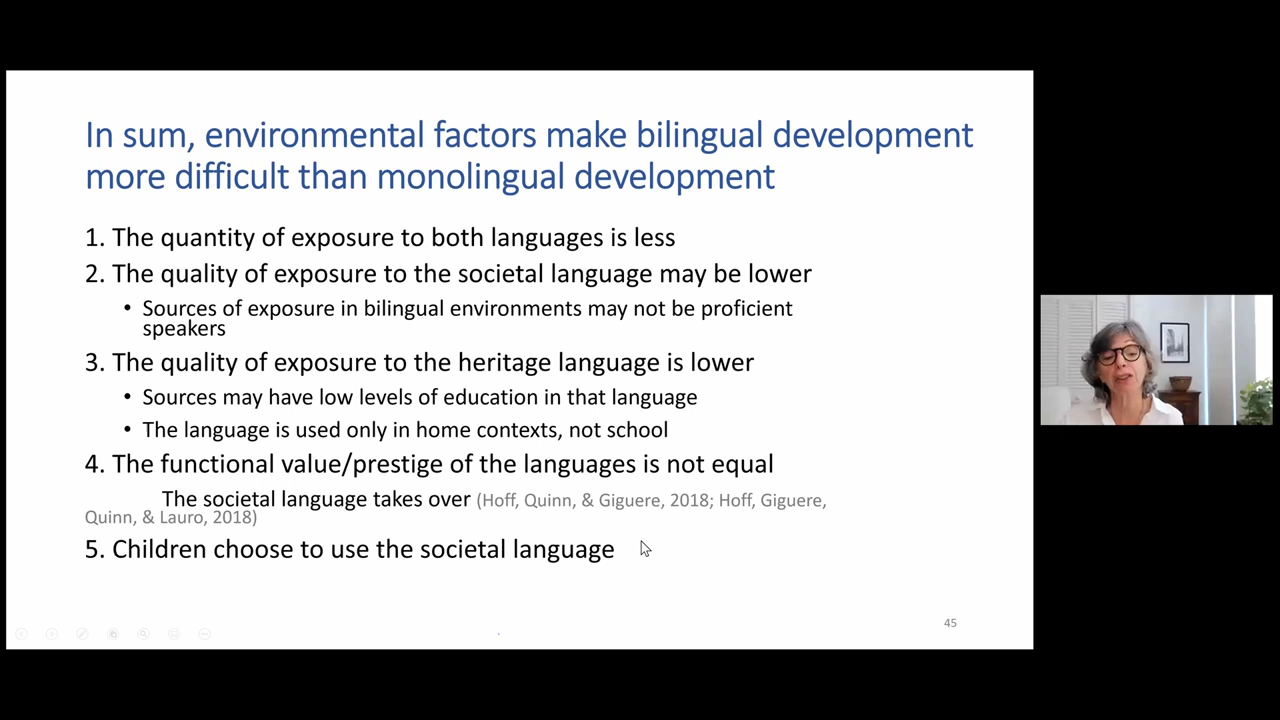 In sum, environmental factors make bilingual development
more difficult than monolingual development
1. The quantity of exposure to both languages is less
2. The quality of exposure to the societal language may be lower
• Sources of exposure in bilingual environments may not be proficient
speakers
3. The quality of exposure to the heritage language is lower
• Sources may have low levels of education in that language
• The language is used only in home contexts, not school
4. The functional value/prestige of the languages is not equal
The societal language takes over (Hoff, Quinn, & Giguere, 2018; Hoff, Giguere,
Quinn, & Lauro, 2018)
5. Children choose to use the societal language
45